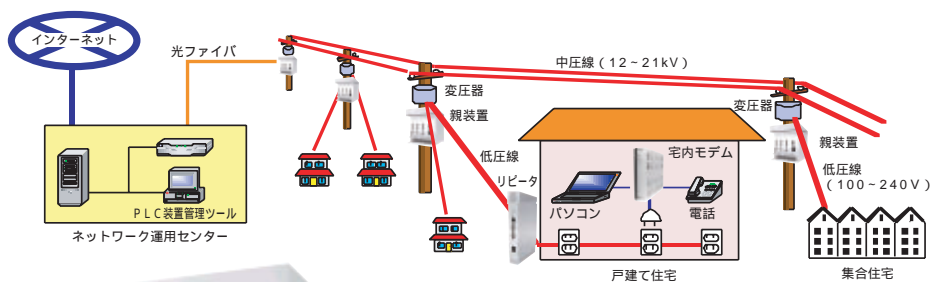 インターネット
光ファイバ
PLC装置管理ツール
ネットワーク運用センター
変圧器
親装置
低圧線
リピータ
中圧線(12~21kV)
宅内モデム
パソコン
電話
戸建て住宅
変圧器
親装置
低圧線
(100~240V)
集合住宅